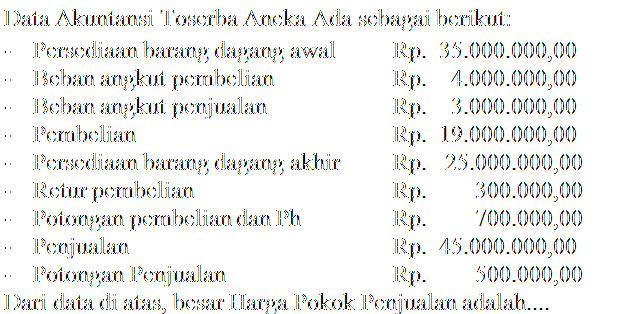 Data Akuntansi Toserba Aneka Ada sebagai berikut:
- Persediaan barang dagang awal Rp. 35.000.000,00
- Beban angkut pembelian Rp. 4.000.000,00
- Beban angkut penjualan Rp. 3.000.000,00
- Pembelian Rp. 19.000.000,00
- Persediaan barang dagang akhir Rp. 25.000.000,00
- Retur pembelian Rp. 300.000,00
- Potongan pembelian dan Ph Rp. 700.000,00
- Penjualan Rp. 45.000.000,00
- Potongan Penjualan Rp. 500.000,00
Dari data di atas, besar Harga Pokok Penjualan adalah....